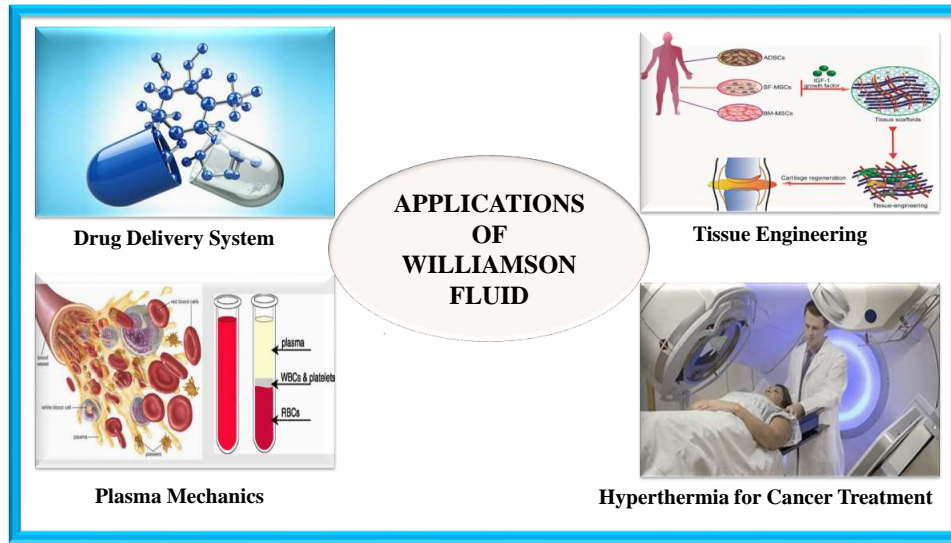 APPLICATIONS
OF
WILLIAMSON
FLUID
Drug Delivery System
ADSCs
SF-MSCs
BM-MSCs
IGF-1
growth factor
Tissue scaffolds
Cartilage regeneration
Tissue-engineering
Tissue Engineering
red blood cells
blood
vessel
white blood cell
plasma
platelets
plasma
WBCs & platelets
RBCs
Plasma Mechanics
Hyperthermia for Cancer Treatment